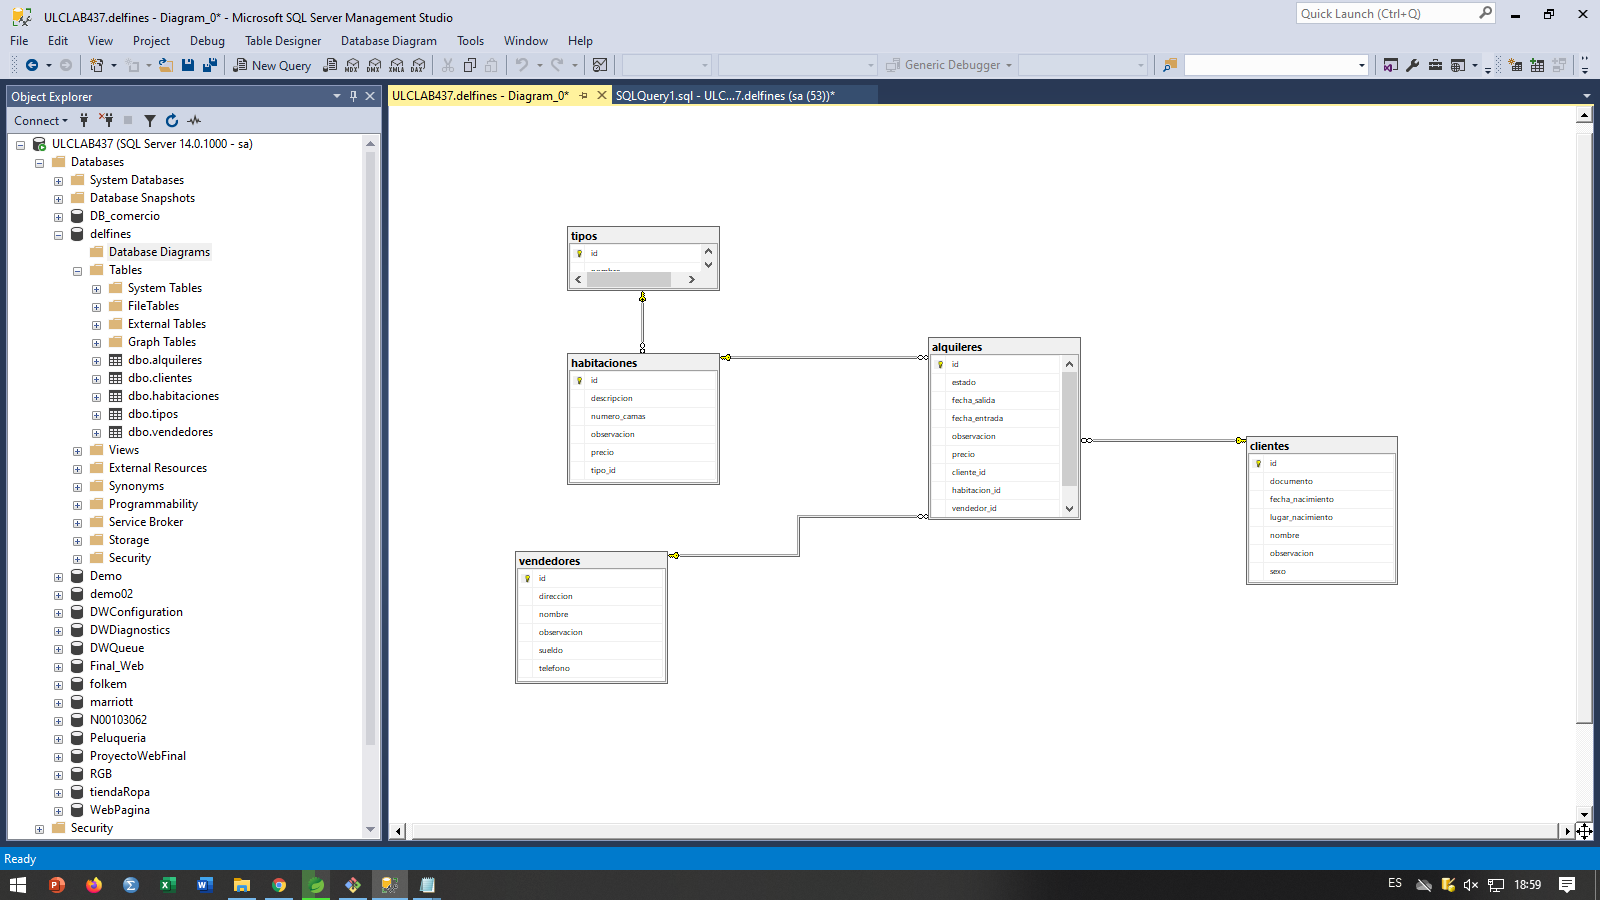 ULCLAB437.delfines - Diagram_0* - Microsoft SQL Server Management Studio
Quick Launch (Ctrl+Q)
File Edit View Project Debug Table Designer Database Diagram Tools Window Help
New Query
MDX DMX XMLA DAX
Generic Debugger
Object Explorer
ULCLAB437.delfines - Diagram_0*
SQLQuery1.sql - ULC...7.delfines (sa (53))*
Connect
ULCLAB437 (SQL Server 14.0.1000 - sa)
Databases
System Databases
Database Snapshots
DB_comercio
delfines
Database Diagrams
Tables
System Tables
FileTables
External Tables
Graph Tables
dbo.alquileres
dbo.clientes
dbo.habitaciones
dbo.tipos
dbo.vendedores
Views
External Resources
Synonyms
Programmability
Service Broker
Storage
Security
Demo
demo02
DWConfiguration
DWDiagnostics
DWQueue
Final_Web
folkem
marriott
N00103062
Peluqueria
ProyectoWebFinal
RGB
tiendaRopa
WebPagina
Security
tipos
id
nombre
habitaciones
id
descripcion
numero_camas
observacion
precio
tipo_id
alquileres
id
estado
fecha_salida
fecha_entrada
observacion
precio
cliente_id
habitacion_id
vendedor_id
clientes
id
documento
fecha_nacimiento
lugar_nacimiento
nombre
observacion
sexo
vendedores
id
direccion
nombre
observacion
sueldo
telefono
Ready
ES
18:59